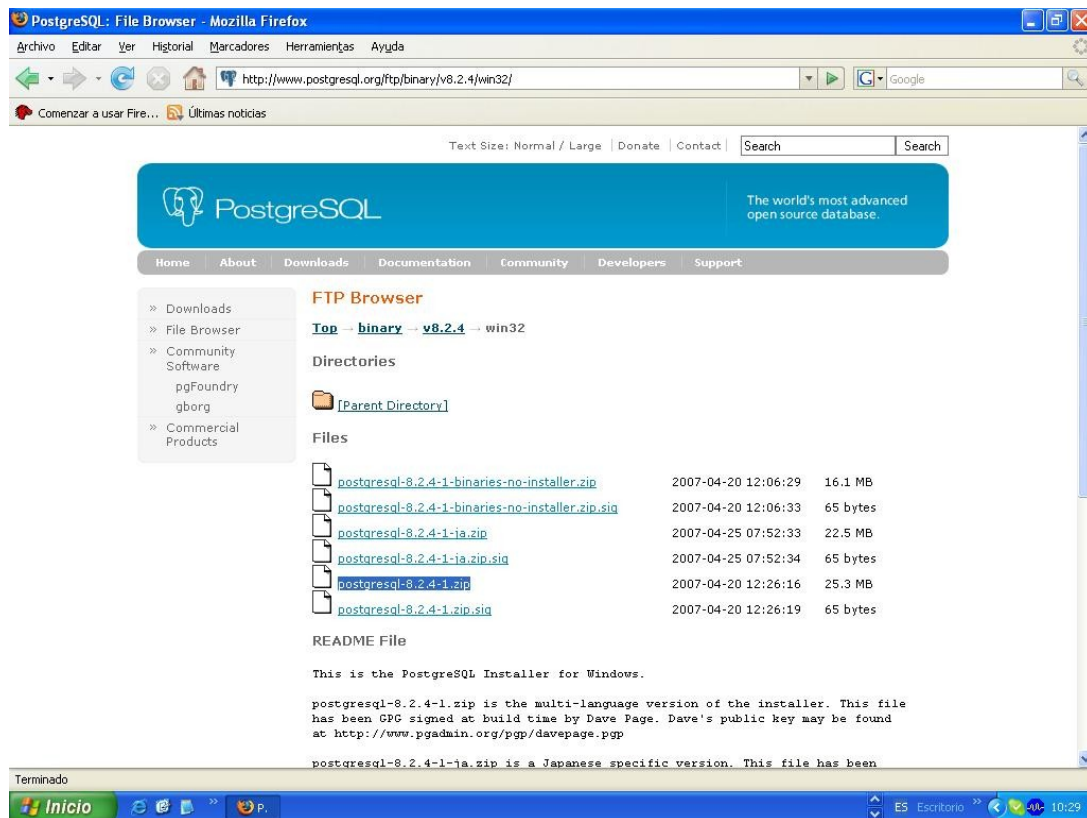 PostgreSQL: File Browser - Mozilla Firefox
Archivo Editar Ver Historial Marcadores Herramientas Ayuda
http://www.postgresql.org/ftp/binary/v8.2.4/win32/
G Google
Comenzar a usar Fire... Últimas noticias
Text Size: Normal / Large | Donate | Contact | Search Search
PostgreSQL
The world's most advanced
open source database.
Home About Downloads Documentation Community Developers Support
» Downloads
» File Browser
» Community
Software
pgFoundry
gborg
» Commercial
Products
FTP Browser
Top → binary → v8.2.4 → win32
Directories
[Parent Directory]
Files
postgresql-8.2.4-1-binaries-no-installer.zip 2007-04-20 12:06:29 16.1 MB
postgresql-8.2.4-1-binaries-no-installer.zip.sig 2007-04-20 12:06:33 65 bytes
postgresql-8.2.4-1-ja.zip 2007-04-25 07:52:33 22.5 MB
postgresql-8.2.4-1-ja.zip.sig 2007-04-25 07:52:34 65 bytes
postgresql-8.2.4-1.zip 2007-04-20 12:26:16 25.3 MB
postgresql-8.2.4-1.zip.sig 2007-04-20 12:26:19 65 bytes
README File
This is the PostgreSQL Installer for Windows.
postgresql-8.2.4-1.zip is the multi-language version of the installer. This file
has been GPG signed at build time by Dave Page. Dave's public key may be found
at http://www.pgadmin.org/pgp/davepage.pgp
postgresql-8.2.4-1-ja.zip is a Japanese specific version. This file has been
Terminado
Inicio » P. ES Escritorio » 10:29